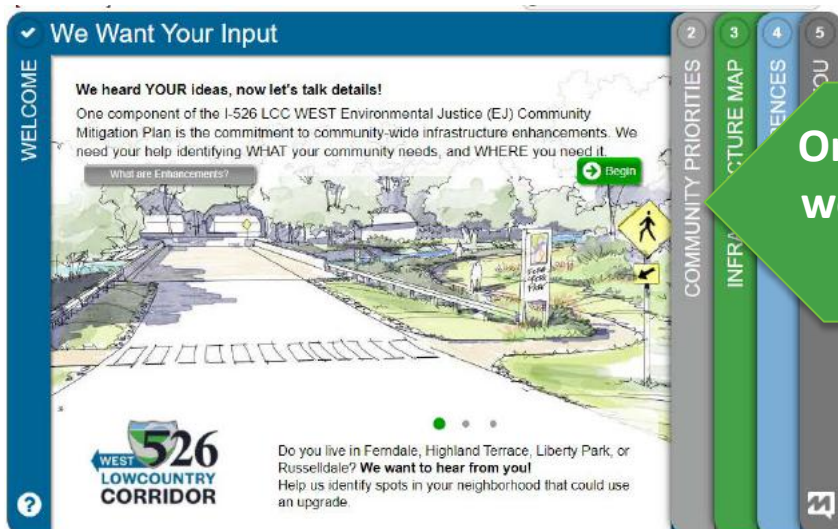 We Want Your Input
WELCOME
We heard YOUR ideas, now let's talk details!
One component of the I-526 LCC WEST Environmental Justice (EJ) Community
Mitigation Plan is the commitment to community-wide infrastructure enhancements. We
need your help identifying WHAT your community needs, and WHERE you need it.
What are Enhancements?
Begin
WEST 526
LOWCOUNTRY
CORRIDOR
Do you live in Ferndale, Highland Terrace, Liberty Park, or
Russelldale? We want to hear from you!
Help us identify spots in your neighborhood that could use
an upgrade.
?
2
COMMUNITY PRIORITIES
3
4
5